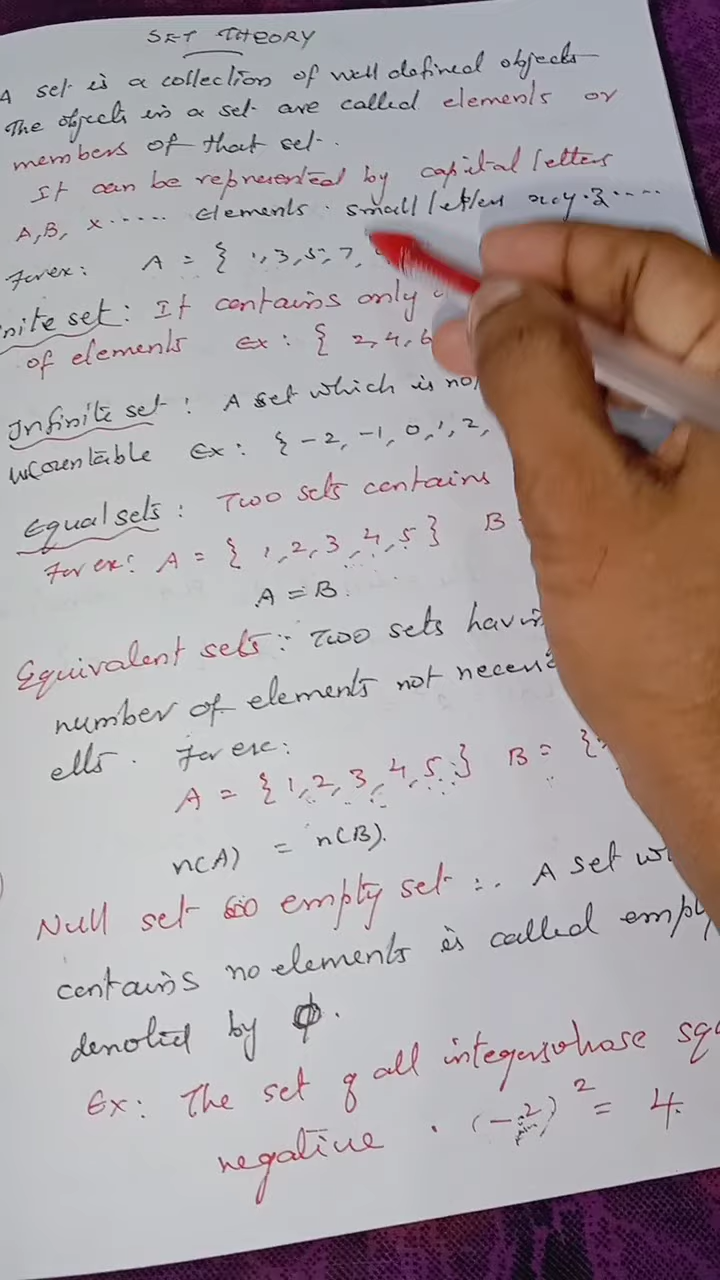 SET THEORY
A set is a collection of well defined objects
The objects in a set are called elements or
members of that set.
It can be represented by capital letters
A, B, x ..... elements. small letters x, y, z ....
For ex: A = { 1, 3, 5, 7,
nite set: It contains only
of elements Ex: { 2, 4, 6
Infinite set: A set which is not
uncountable Ex: { -2, -1, 0, 1, 2,
Equal sets: Two sets contains
For ex: A = { 1, 2, 3, 4, 5 } B
A = B.
Equivalent sets: Two sets havin
number of elements not necess
ells. For ex:
A = { 1, 2, 3, 4, 5 } B = {
n(A) = n(B).
Null set empty set :. A set
contains no elements is called emp
denoted by ϕ.
Ex: The set of all integers whose squ
negative. (-2)² = 4.